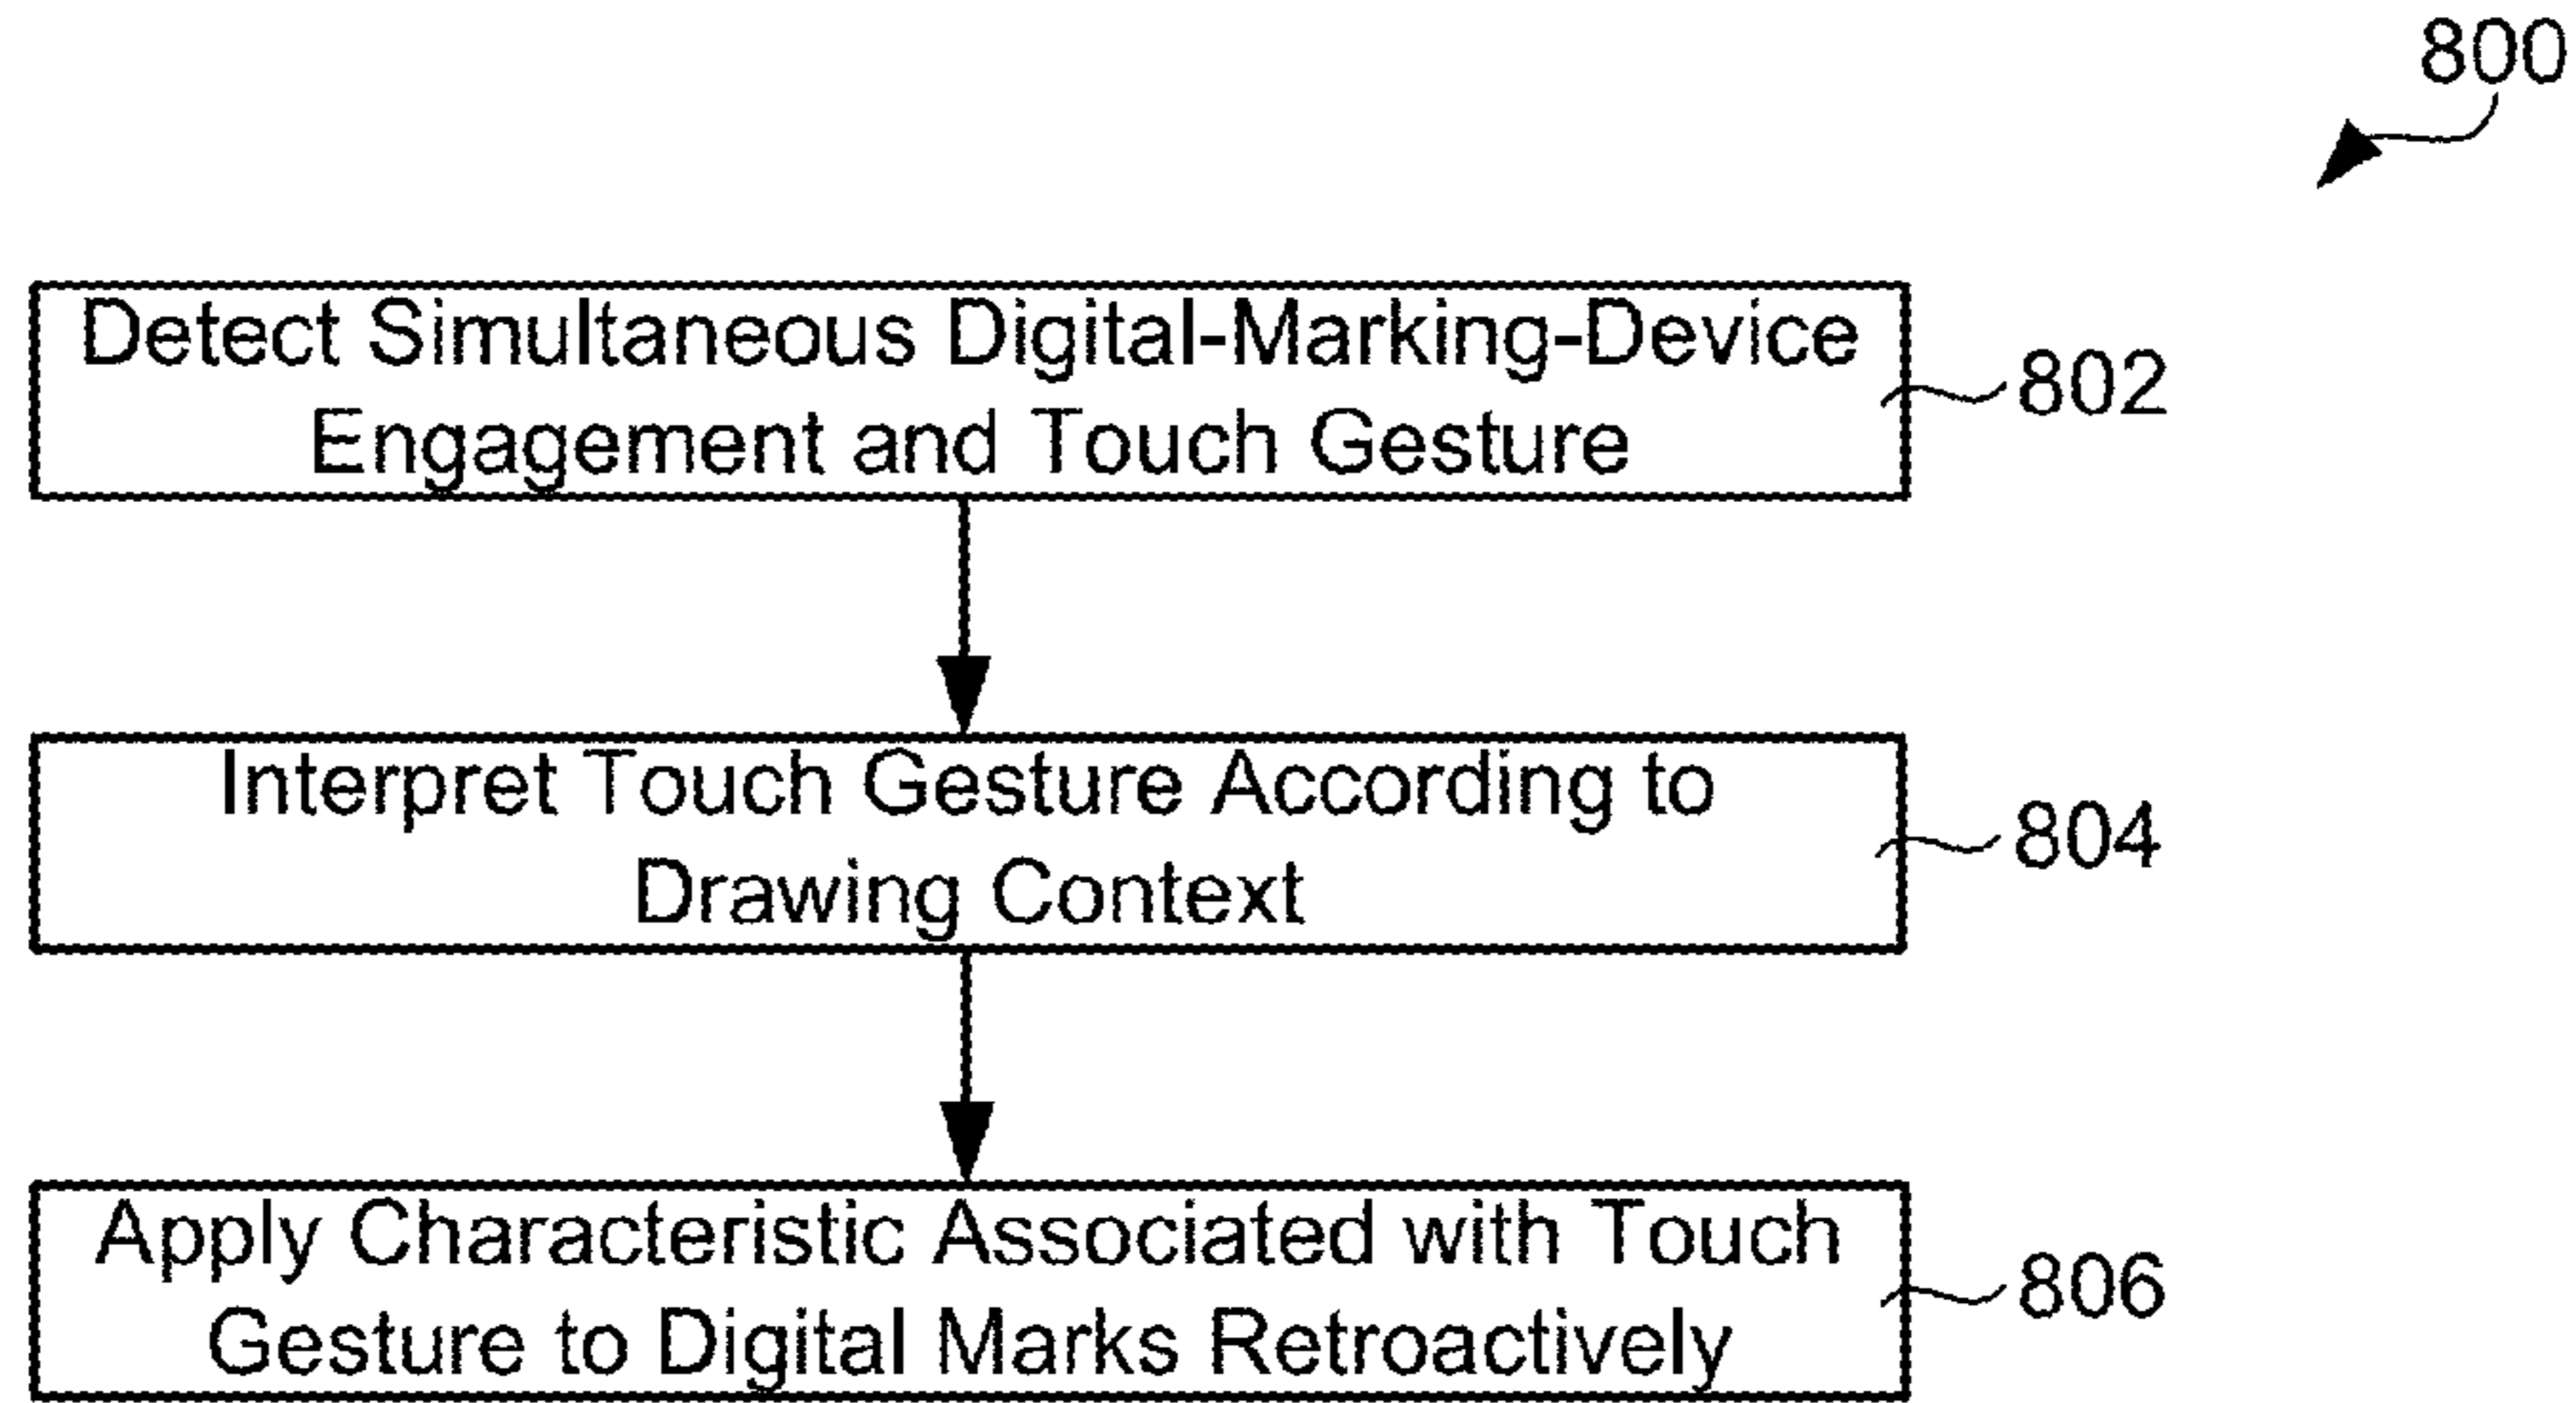 800
Detect Simultaneous Digital-Marking-Device
Engagement and Touch Gesture
802
Interpret Touch Gesture According to
Drawing Context
804
Apply Characteristic Associated with Touch
Gesture to Digital Marks Retroactively
806